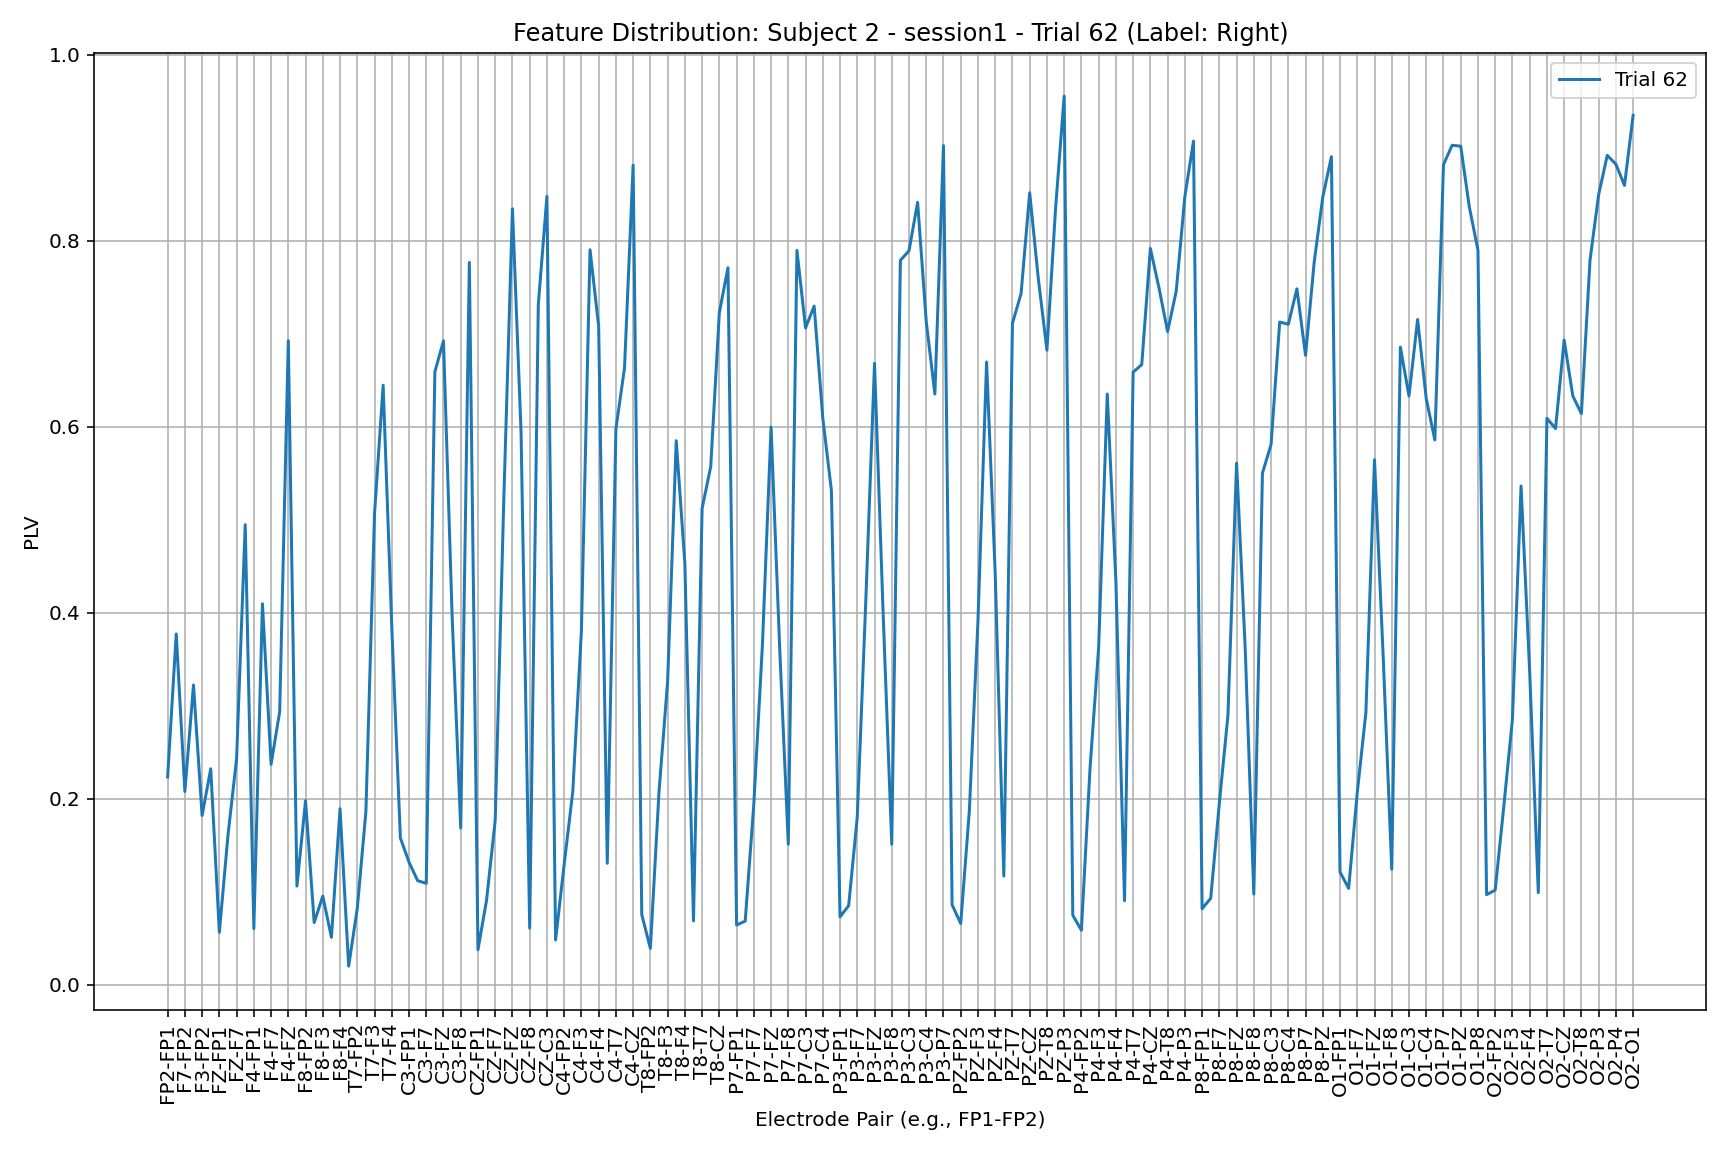 Feature Distribution: Subject 2 - session1 - Trial 62 (Label: Right)
Trial 62
1.0
0.8
0.6
0.4
0.2
0.0
PLV
FP2-FP1
F7-FP2
F3-FP2
FZ-FP1
FZ-F7
F4-FP1
F4-F7
F4-FZ
F8-FP2
F8-F3
F8-F4
T7-FP2
T7-F3
T7-F4
C3-FP1
C3-F7
C3-FZ
C3-F8
CZ-FP1
CZ-F7
CZ-FZ
CZ-F8
CZ-C3
C4-FP2
C4-F3
C4-F4
C4-T7
C4-CZ
T8-FP2
T8-F3
T8-F4
T8-T7
T8-CZ
P7-FP1
P7-F7
P7-FZ
P7-F8
P7-C3
P7-C4
P3-FP1
P3-F7
P3-FZ
P3-F8
P3-C3
P3-C4
P3-P7
PZ-FP2
PZ-F3
PZ-F4
PZ-T7
PZ-CZ
PZ-T8
PZ-P3
P4-FP2
P4-F3
P4-F4
P4-T7
P4-CZ
P4-T8
P4-P3
P8-FP1
P8-F7
P8-FZ
P8-F8
P8-C3
P8-C4
P8-P7
P8-PZ
O1-FP1
O1-F7
O1-FZ
O1-F8
O1-C3
O1-C4
O1-P7
O1-PZ
O1-P8
O2-FP2
O2-F3
O2-F4
O2-T7
O2-CZ
O2-T8
O2-P3
O2-P4
O2-O1
Electrode Pair (e.g., FP1-FP2)